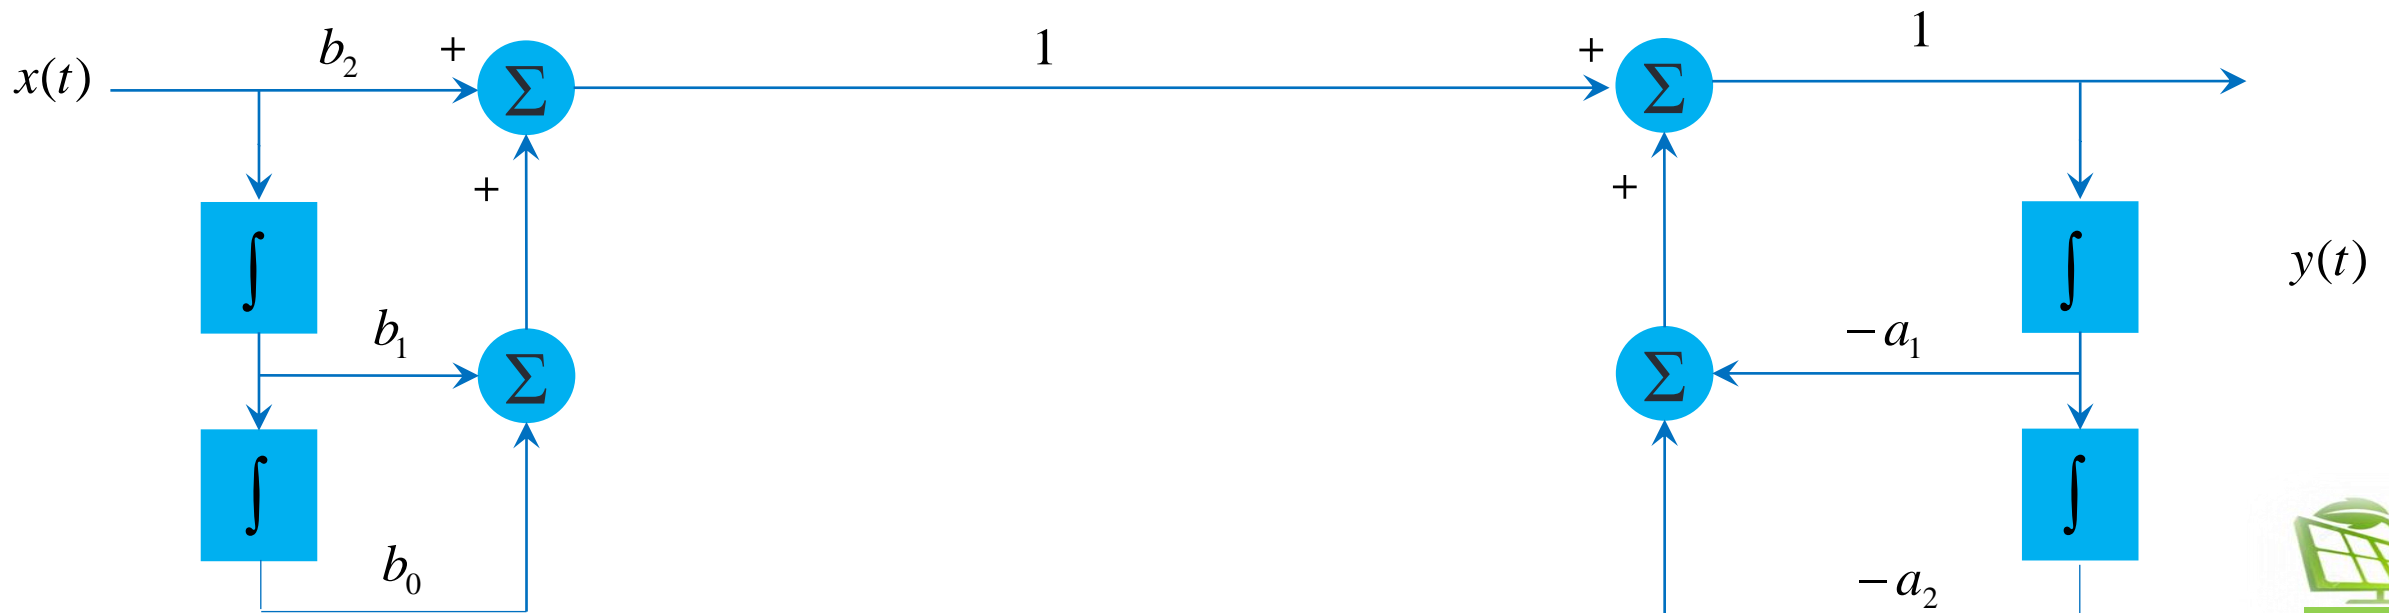 x(t) b₂ + Σ 1 + Σ 1
+ +
∫ ∫ y(t)
b₁ Σ Σ −a₁
∫ ∫
b₀ −a₂